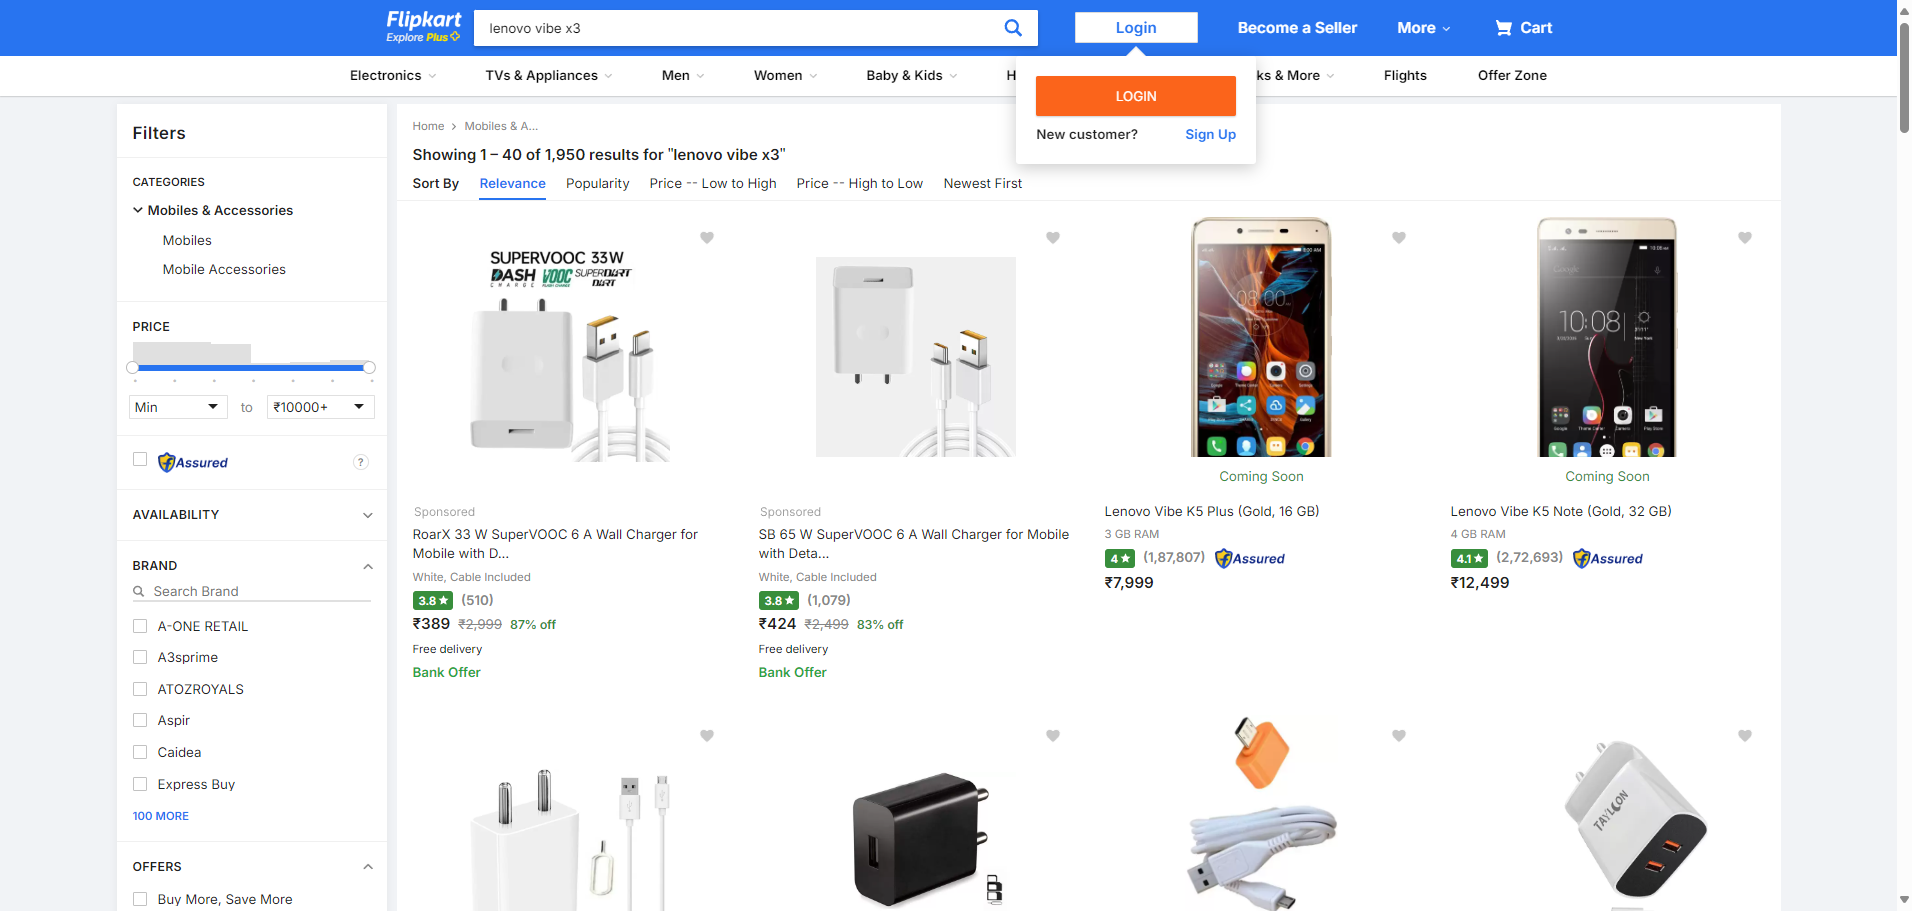 Flipkart
Explore Plus
lenovo vibe x3
Login
Become a Seller
More
Cart
Electronics
TVs & Appliances
Men
Women
Baby & Kids
H
ks & More
Flights
Offer Zone
LOGIN
New customer?
Sign Up
Filters
CATEGORIES
Mobiles & Accessories
Mobiles
Mobile Accessories
PRICE
Min
to
₹10000+
Assured
?
AVAILABILITY
BRAND
Search Brand
A-ONE RETAIL
A3sprime
ATOZROYALS
Aspir
Caidea
Express Buy
100 MORE
OFFERS
Buy More, Save More
Home
Mobiles & A...
Showing 1 – 40 of 1,950 results for "lenovo vibe x3"
Sort By
Relevance
Popularity
Price -- Low to High
Price -- High to Low
Newest First
SUPERVOOC 33W
DASH VOOC SUPERDART
CHARGE FLASH CHARGE DART
Sponsored
RoarX 33 W SuperVOOC 6 A Wall Charger for
Mobile with D...
White, Cable Included
3.8 (510)
₹389 ₹2,999 87% off
Free delivery
Bank Offer
Sponsored
SB 65 W SuperVOOC 6 A Wall Charger for Mobile
with Deta...
White, Cable Included
3.8 (1,079)
₹424 ₹2,499 83% off
Free delivery
Bank Offer
08:00
Coming Soon
Lenovo Vibe K5 Plus (Gold, 16 GB)
3 GB RAM
4 (1,87,807) Assured
₹7,999
Google
10:08
Coming Soon
Lenovo Vibe K5 Note (Gold, 32 GB)
4 GB RAM
4.1 (2,72,693) Assured
₹12,499
TAYLOON